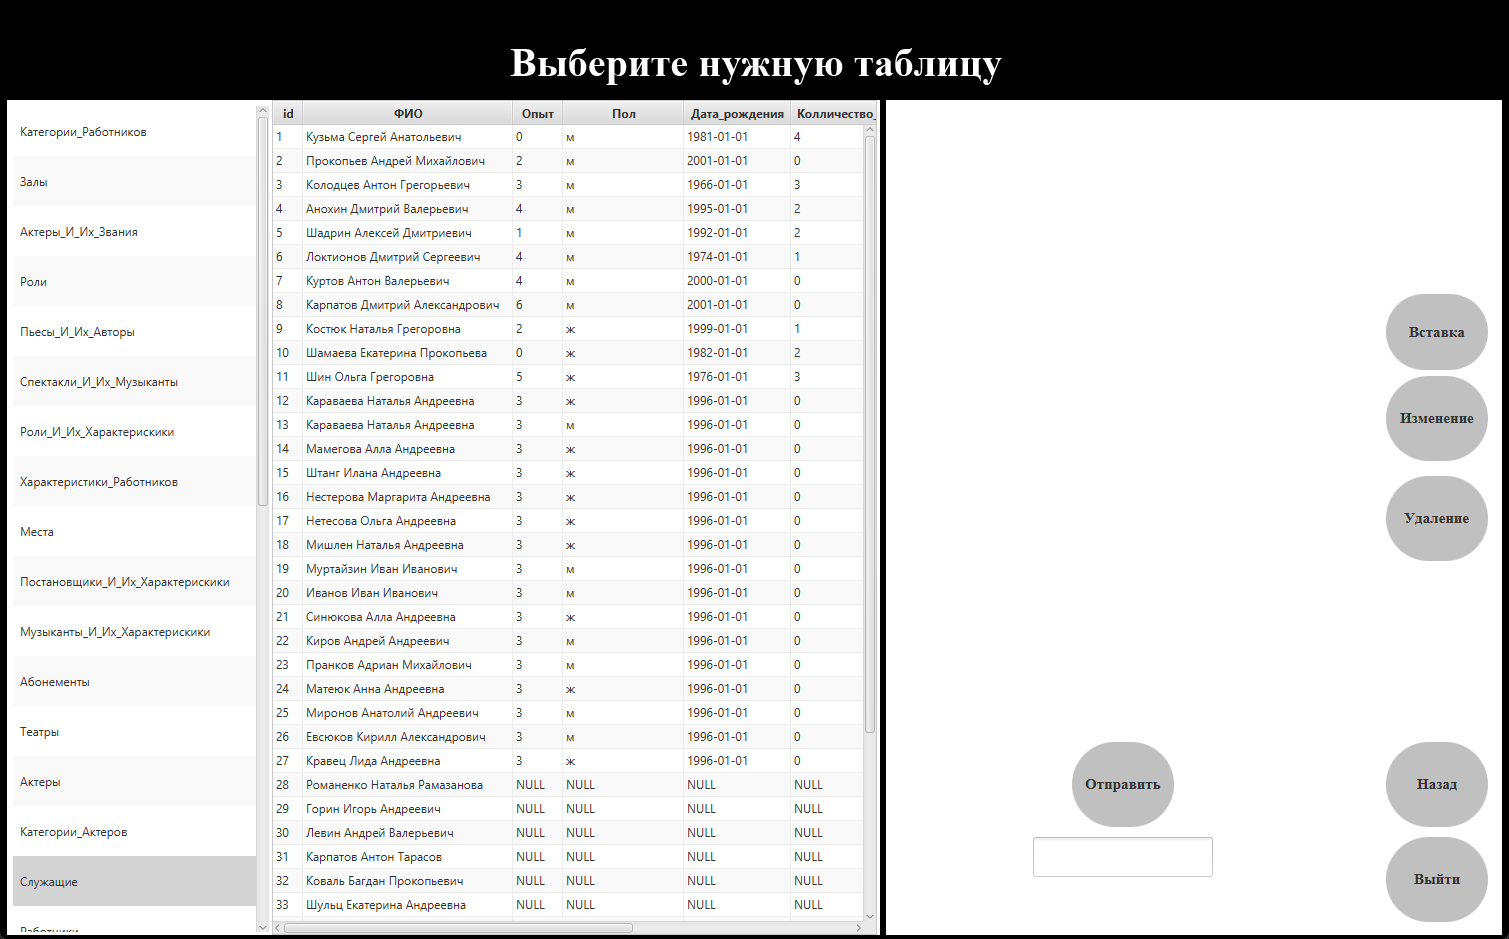 Выберите нужную таблицу
Категории_Работников
Залы
Актеры_И_Их_Звания
Роли
Пьесы_И_Их_Авторы
Спектакли_И_Их_Музыканты
Роли_И_Их_Характерискики
Характеристики_Работников
Места
Постановщики_И_Их_Характерискики
Музыканты_И_Их_Характерискики
Абонементы
Театры
Актеры
Категории_Актеров
Служащие
Работники
id ФИО Опыт Пол Дата_рождения Колличество_
1 Кузьма Сергей Анатольевич 0 м 1981-01-01 4
2 Прокопьев Андрей Михайлович 2 м 2001-01-01 0
3 Колодцев Антон Грегорьевич 3 м 1966-01-01 3
4 Анохин Дмитрий Валерьевич 4 м 1995-01-01 2
5 Шадрин Алексей Дмитриевич 1 м 1992-01-01 2
6 Локтионов Дмитрий Сергеевич 4 м 1974-01-01 1
7 Куртов Антон Валерьевич 4 м 2000-01-01 0
8 Карпатов Дмитрий Александрович 6 м 2001-01-01 0
9 Костюк Наталья Грегоровна 2 ж 1999-01-01 1
10 Шамаева Екатерина Прокопьева 0 ж 1982-01-01 2
11 Шин Ольга Грегоровна 5 ж 1976-01-01 3
12 Караваева Наталья Андреевна 3 ж 1996-01-01 0
13 Караваева Наталья Андреевна 3 м 1996-01-01 0
14 Мамегова Алла Андреевна 3 ж 1996-01-01 0
15 Штанг Илана Андреевна 3 ж 1996-01-01 0
16 Нестерова Маргарита Андреевна 3 ж 1996-01-01 0
17 Нетесова Ольга Андреевна 3 ж 1996-01-01 0
18 Мишлен Наталья Андреевна 3 ж 1996-01-01 0
19 Муртайзин Иван Иванович 3 м 1996-01-01 0
20 Иванов Иван Иванович 3 м 1996-01-01 0
21 Синюкова Алла Андреевна 3 ж 1996-01-01 0
22 Киров Андрей Андреевич 3 м 1996-01-01 0
23 Пранков Адриан Михайлович 3 м 1996-01-01 0
24 Матеюк Анна Андреевна 3 ж 1996-01-01 0
25 Миронов Анатолий Андреевич 3 м 1996-01-01 0
26 Евсюков Кирилл Александрович 3 м 1996-01-01 0
27 Кравец Лида Андреевна 3 ж 1996-01-01 0
28 Романенко Наталья Рамазанова NULL NULL NULL NULL
29 Горин Игорь Андреевич NULL NULL NULL NULL
30 Левин Андрей Валерьевич NULL NULL NULL NULL
31 Карпатов Антон Тарасов NULL NULL NULL NULL
32 Коваль Багдан Прокопьевич NULL NULL NULL NULL
33 Шульц Екатерина Андреевна NULL NULL NULL NULL
Вставка
Изменение
Удаление
Отправить
Назад
Выйти